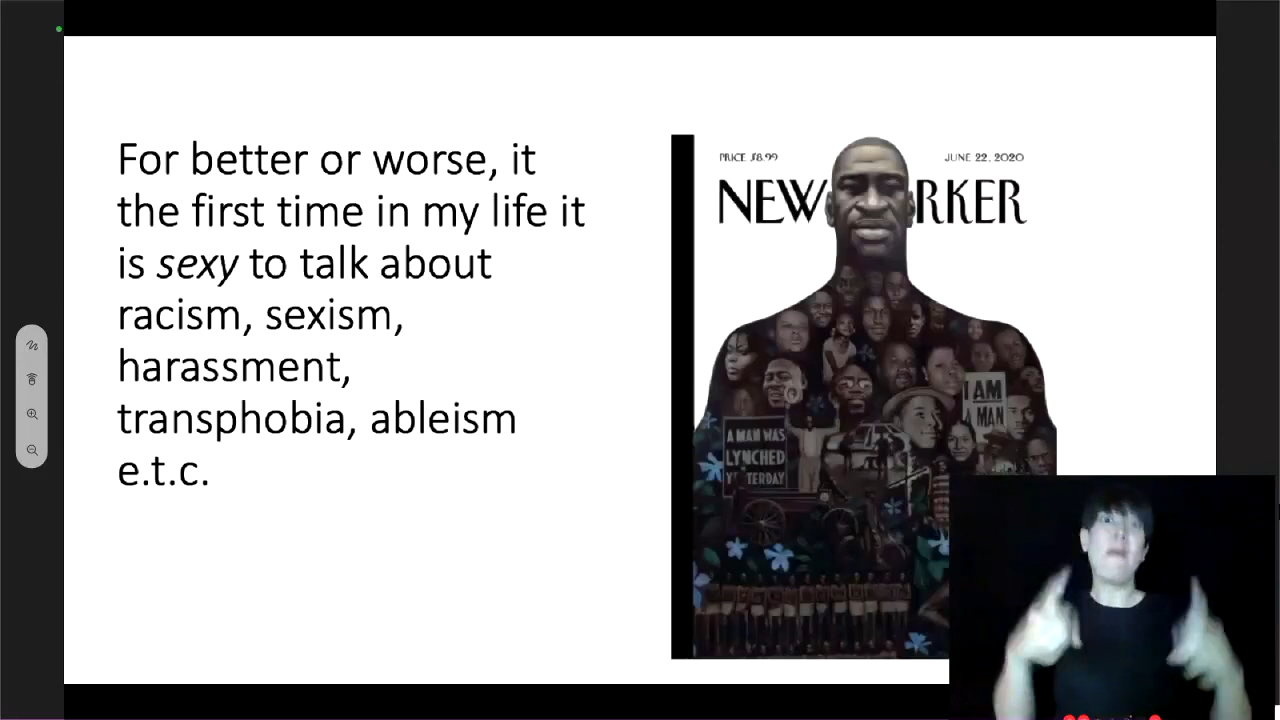 For better or worse, it
the first time in my life it
is sexy to talk about
racism, sexism,
harassment,
transphobia, ableism
e.t.c.
PRICE $8.99
JUNE 22, 2020
NEW RKER
I AM
A MAN
A MAN WAS
LYNCHED
YESTERDAY